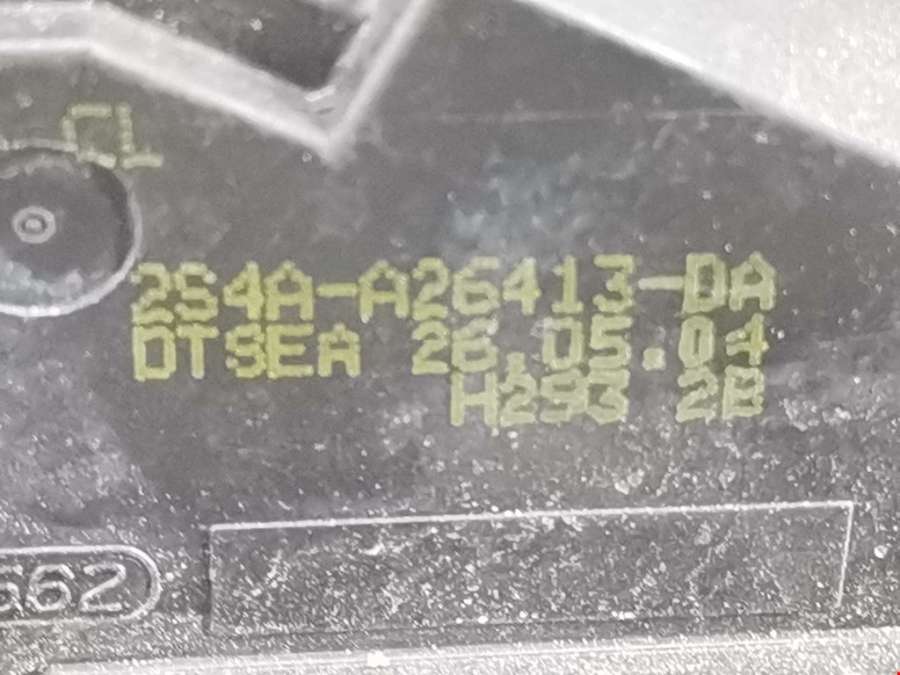 CL
2S4A-A26413-DA
DTSEA 26.05.04
H293 2B
662